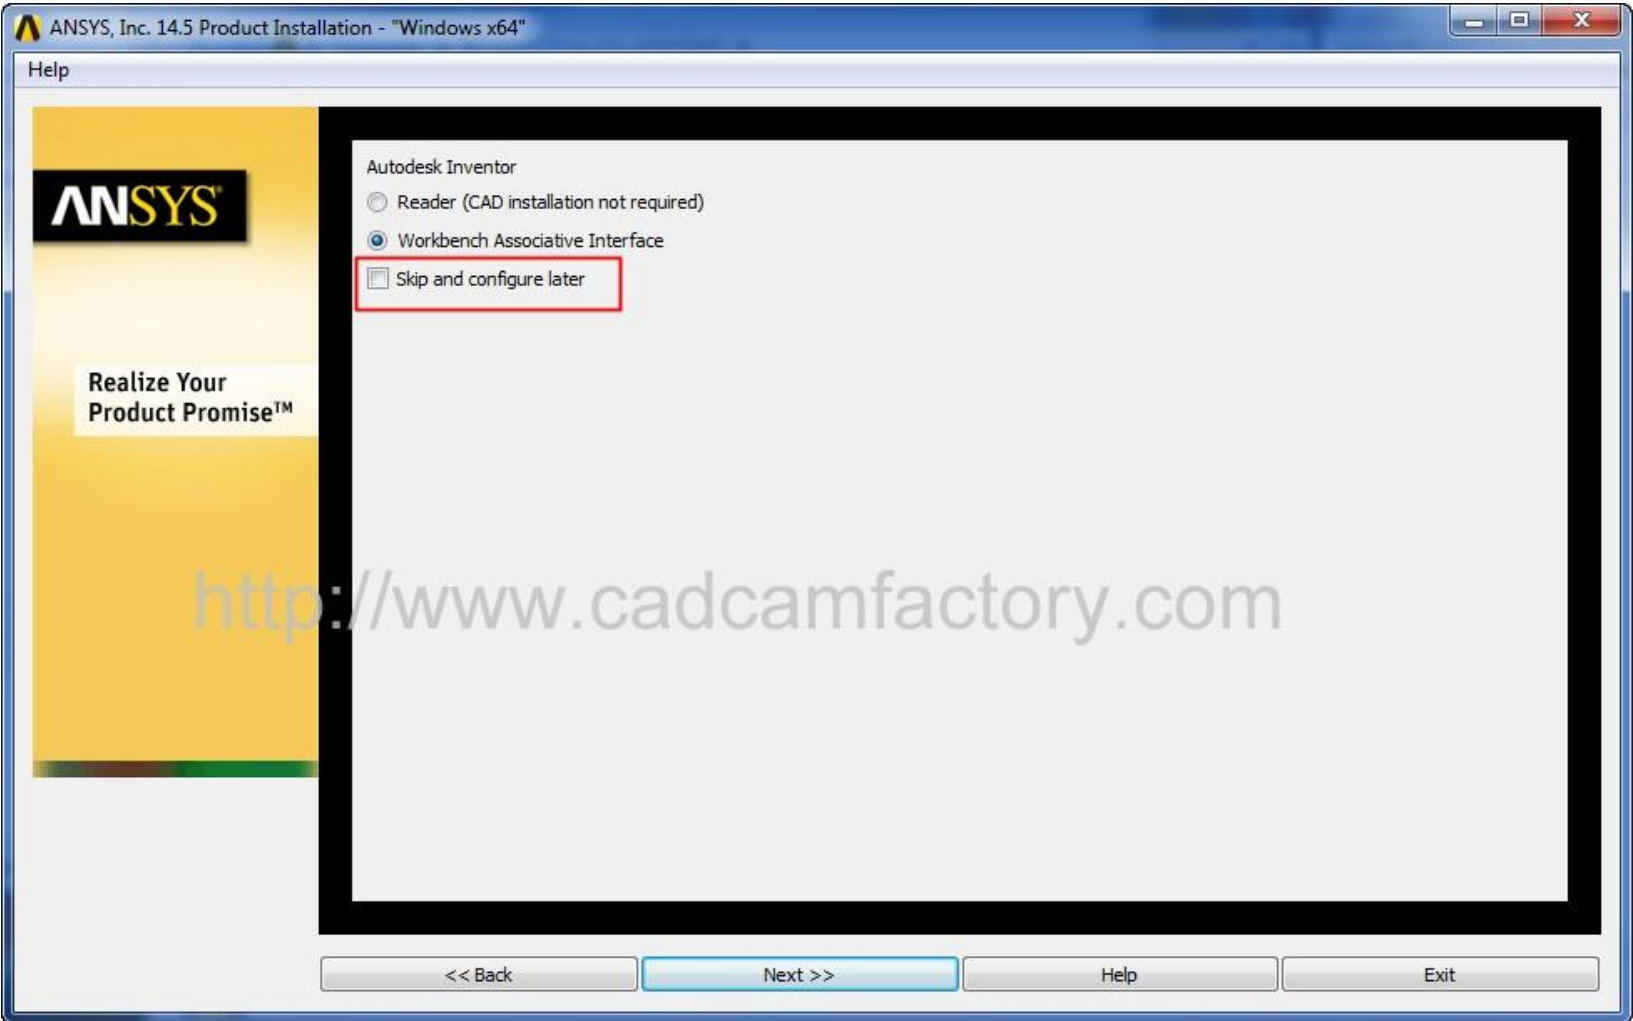 ANSYS, Inc. 14.5 Product Installation - "Windows x64"
Help
ANSYS
Realize Your
Product Promise™
Autodesk Inventor
Reader (CAD installation not required)
Workbench Associative Interface
Skip and configure later
http://www.cadcamfactory.com
<< Back
Next >>
Help
Exit